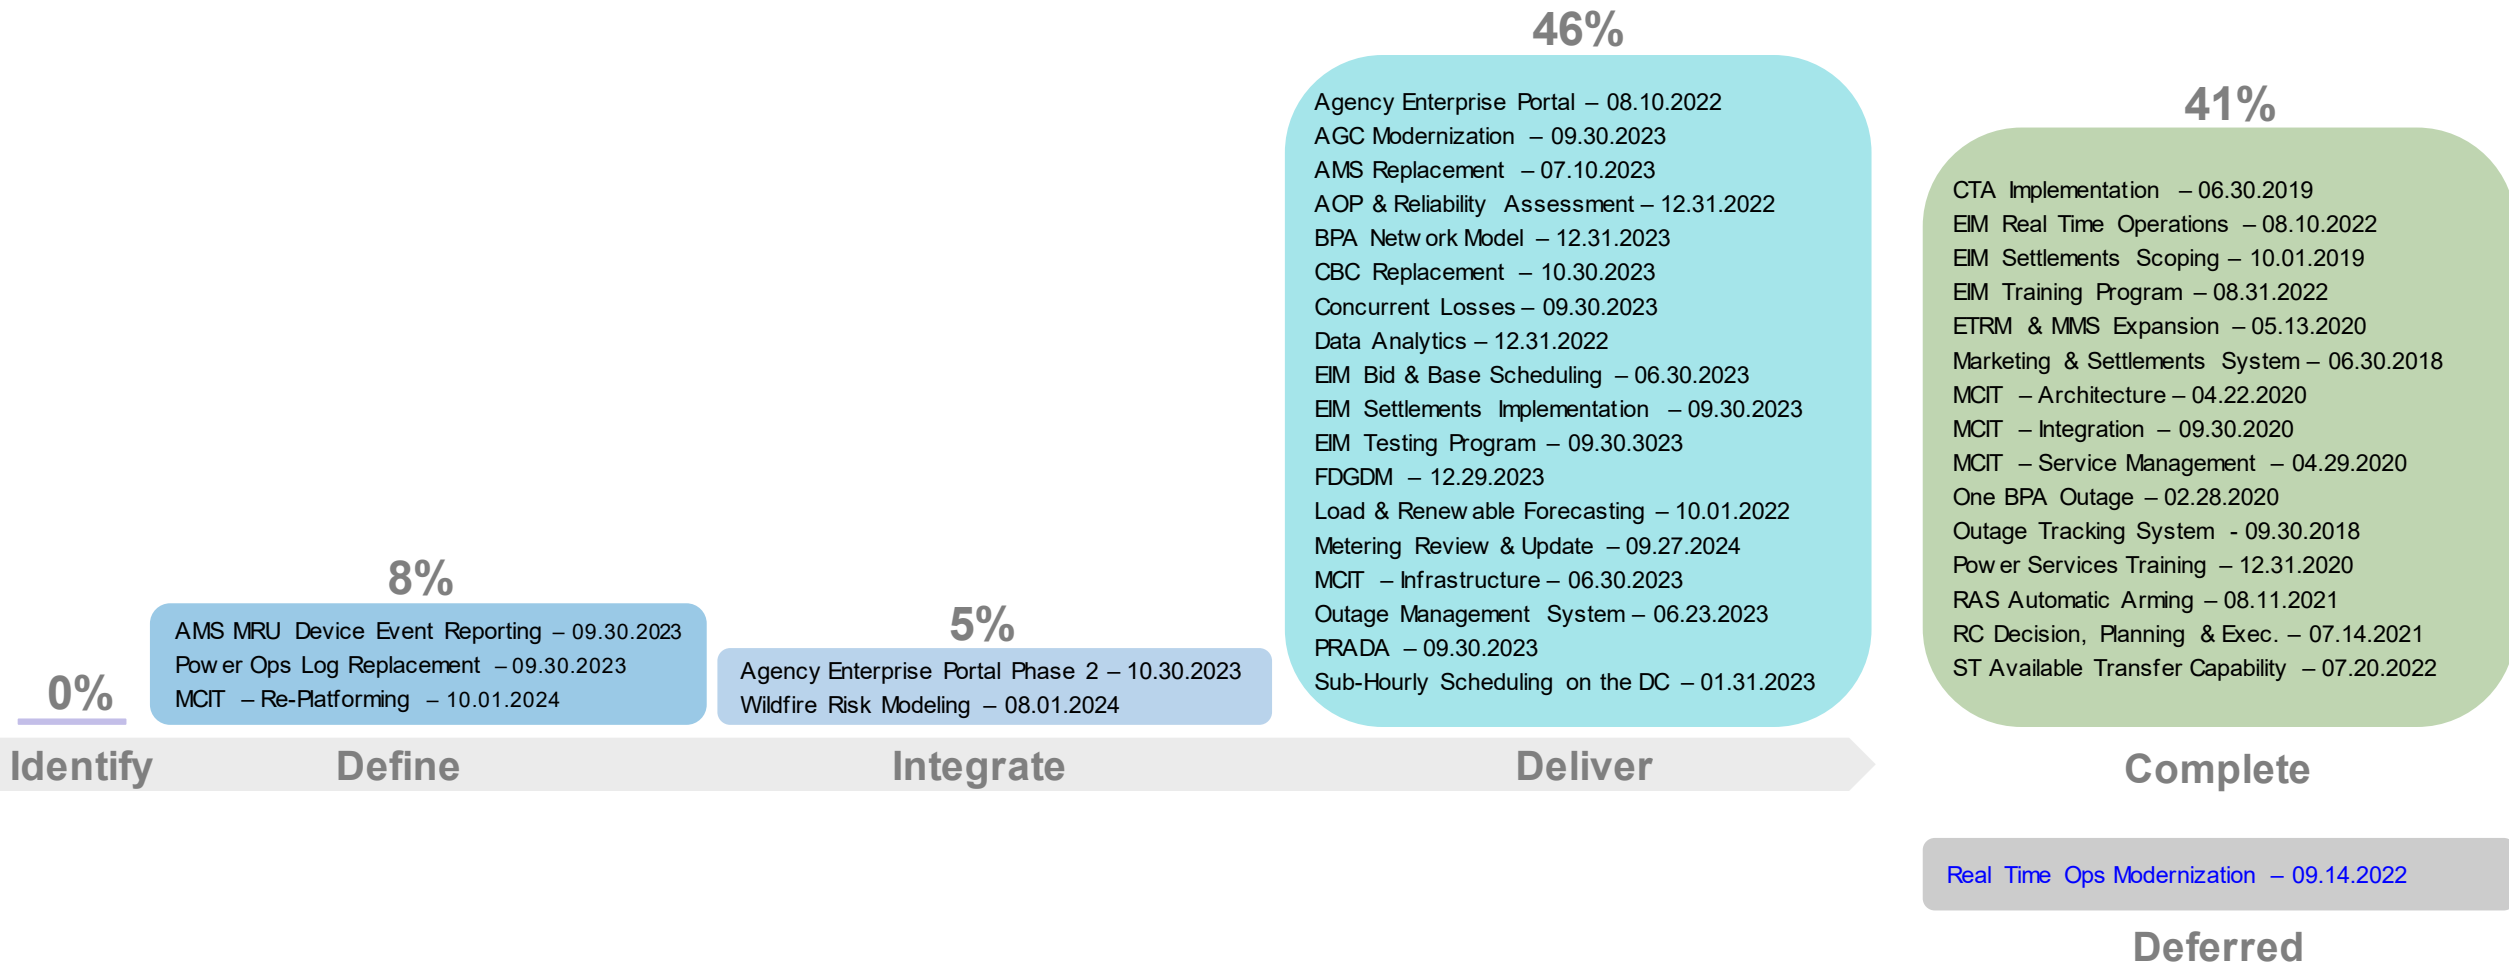 0%
Identify
8%
AMS MRU Device Event Reporting – 09.30.2023
Power Ops Log Replacement – 09.30.2023
MCIT – Re-Platforming – 10.01.2024
Define
5%
Agency Enterprise Portal Phase 2 – 10.30.2023
Wildfire Risk Modeling – 08.01.2024
Integrate
46%
Agency Enterprise Portal – 08.10.2022
AGC Modernization – 09.30.2023
AMS Replacement – 07.10.2023
AOP & Reliability Assessment – 12.31.2022
BPA Network Model – 12.31.2023
CBC Replacement – 10.30.2023
Concurrent Losses – 09.30.2023
Data Analytics – 12.31.2022
EIM Bid & Base Scheduling – 06.30.2023
EIM Settlements Implementation – 09.30.2023
EIM Testing Program – 09.30.3023
FDGDM – 12.29.2023
Load & Renewable Forecasting – 10.01.2022
Metering Review & Update – 09.27.2024
MCIT – Infrastructure – 06.30.2023
Outage Management System – 06.23.2023
PRADA – 09.30.2023
Sub-Hourly Scheduling on the DC – 01.31.2023
Deliver
41%
CTA Implementation – 06.30.2019
EIM Real Time Operations – 08.10.2022
EIM Settlements Scoping – 10.01.2019
EIM Training Program – 08.31.2022
ETRM & MMS Expansion – 05.13.2020
Marketing & Settlements System – 06.30.2018
MCIT – Architecture – 04.22.2020
MCIT – Integration – 09.30.2020
MCIT – Service Management – 04.29.2020
One BPA Outage – 02.28.2020
Outage Tracking System - 09.30.2018
Power Services Training – 12.31.2020
RAS Automatic Arming – 08.11.2021
RC Decision, Planning & Exec. – 07.14.2021
ST Available Transfer Capability – 07.20.2022
Complete
Real Time Ops Modernization – 09.14.2022
Deferred